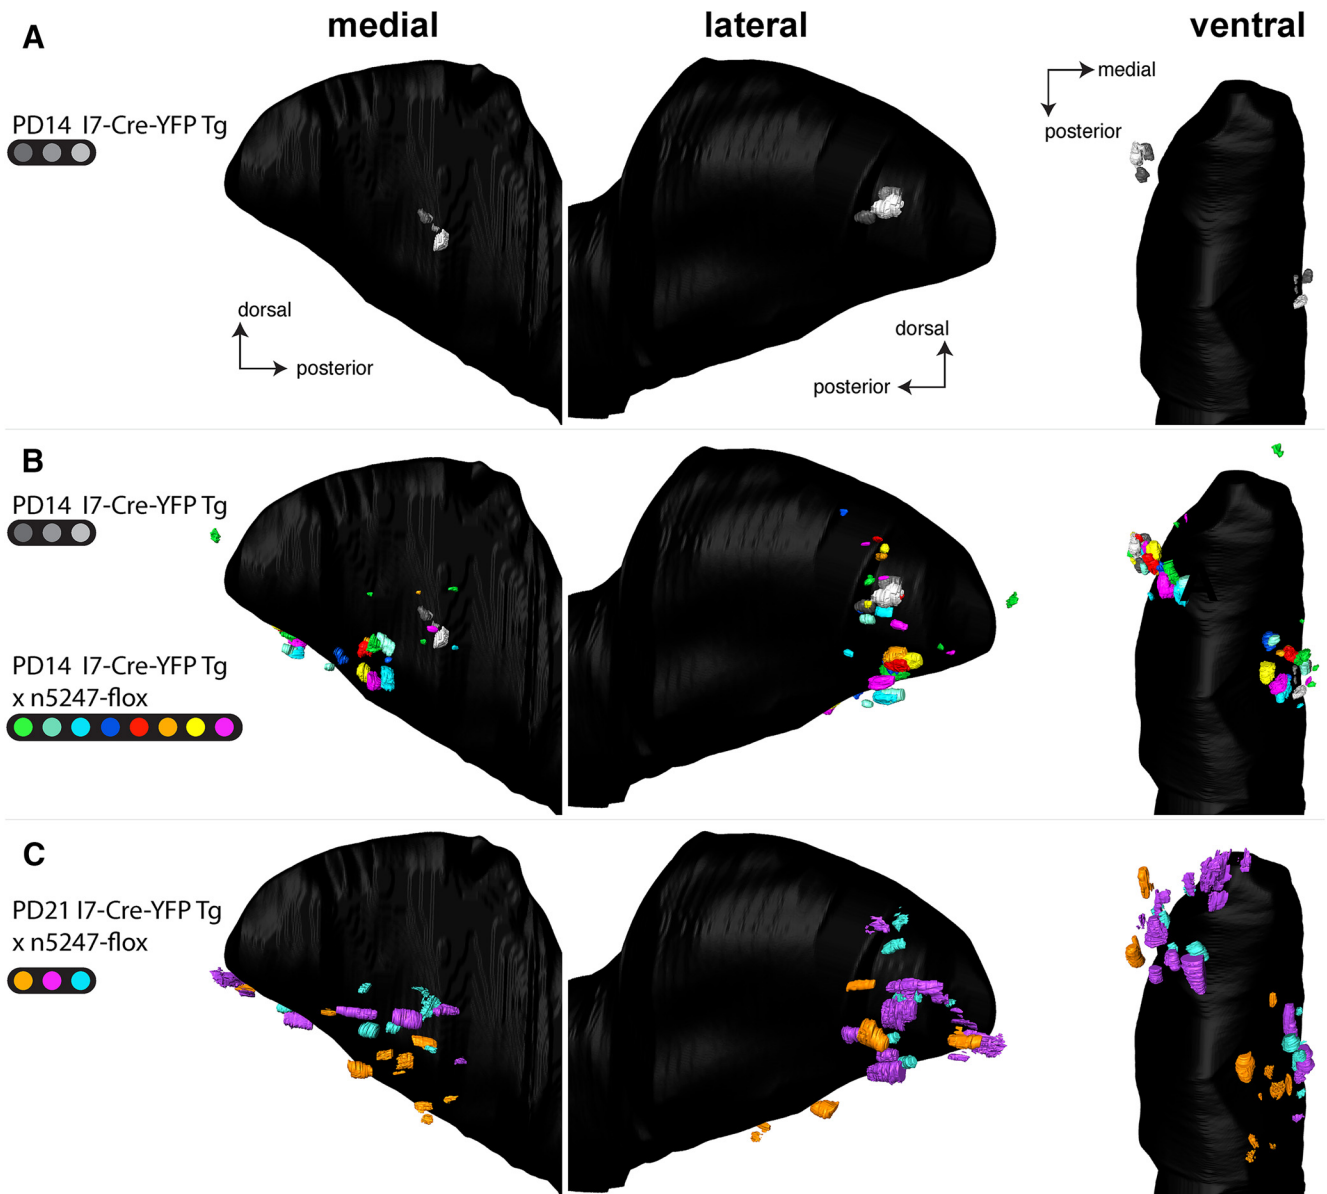 medial
lateral
ventral
A
PD14 I7-Cre-YFP Tg
medial
posterior
dorsal
posterior
dorsal
posterior
B
PD14 I7-Cre-YFP Tg
PD14 I7-Cre-YFP Tg
x n5247-flox
C
PD21 I7-Cre-YFP Tg
x n5247-flox